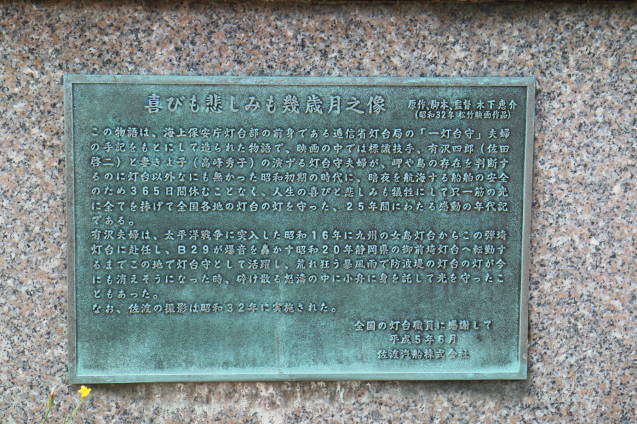 喜びも悲しみも幾歳月之像 原作、脚本、監督 木下惠介
(昭和32年 松竹映画作品)
この物語は、海上保安庁灯台部の前身である逓信省灯台局の「一灯台守」夫婦
の手記をもとにして造られた物語で、映画の中では標識技手、有沢四郎(佐田
啓二)と妻きよ子(高峰秀子)の演ずる灯台守夫婦が、岬や島の存在を判断す
るのに灯台以外なにも無かった昭和初期の時代に、暗夜を航海する船舶の安全
のため365日間休むことなく、人生の喜びと悲しみも犠牲にして只一筋の光
に全てを捧げて全国各地の灯台の灯を守った、25年間にわたる感動の年代記
である。
有沢夫婦は、太平洋戦争に突入した昭和16年に九州の女島灯台からこの弾埼
灯台に赴任し、B29が爆音を轟かす昭和20年静岡県の御前埼灯台へ転勤す
るまでこの地で灯台守として活躍し、荒れ狂う暴風雨で防波堤の灯台の灯が今
にも消えそうになった時、砕け散る怒濤の中に小舟に身を託して光を守ったこ
ともあった。
なお、佐渡の撮影は昭和32年に実施された。
全国の灯台職員に感謝して
平成5年6月
佐渡汽船株式会社